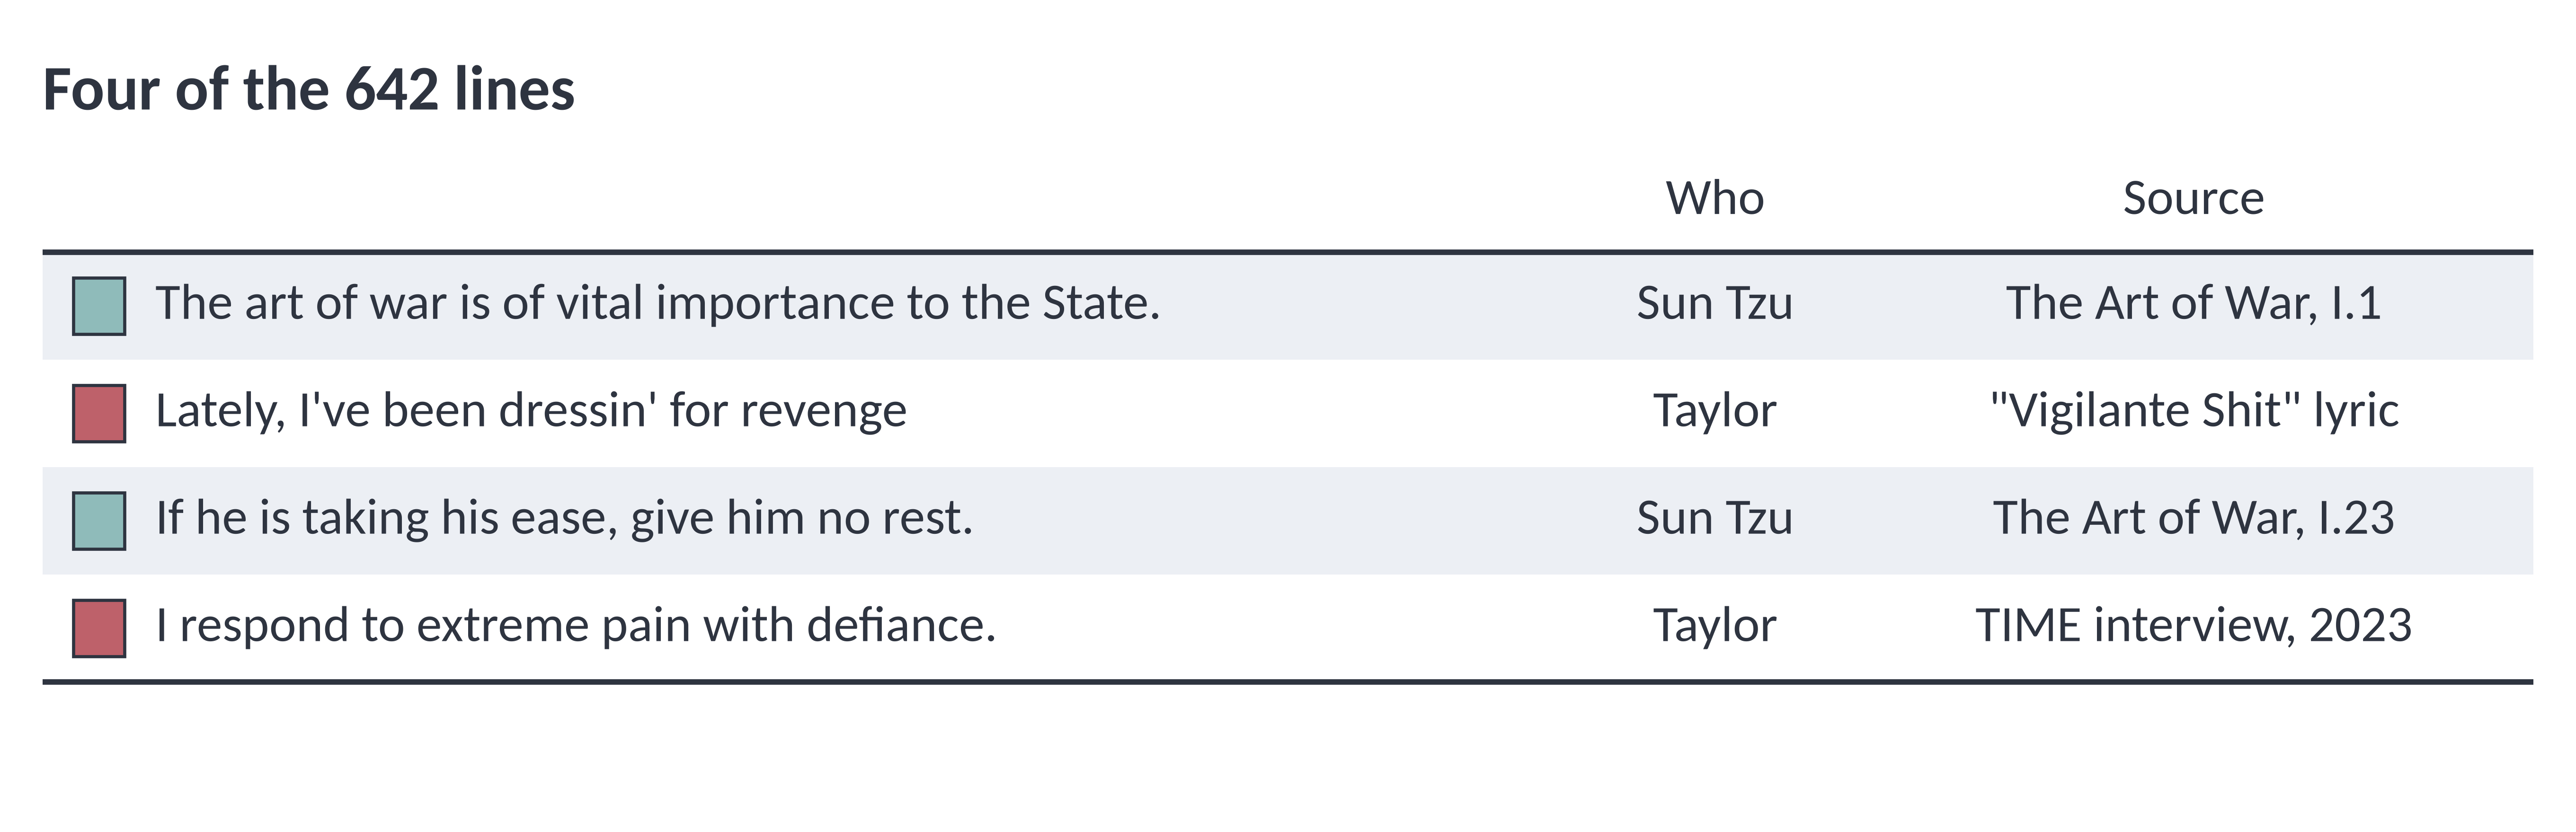 Four of the 642 lines
Who Source
The art of war is of vital importance to the State. Sun Tzu The Art of War, I.1
Lately, I've been dressin' for revenge Taylor "Vigilante Shit" lyric
If he is taking his ease, give him no rest. Sun Tzu The Art of War, I.23
I respond to extreme pain with defiance. Taylor TIME interview, 2023